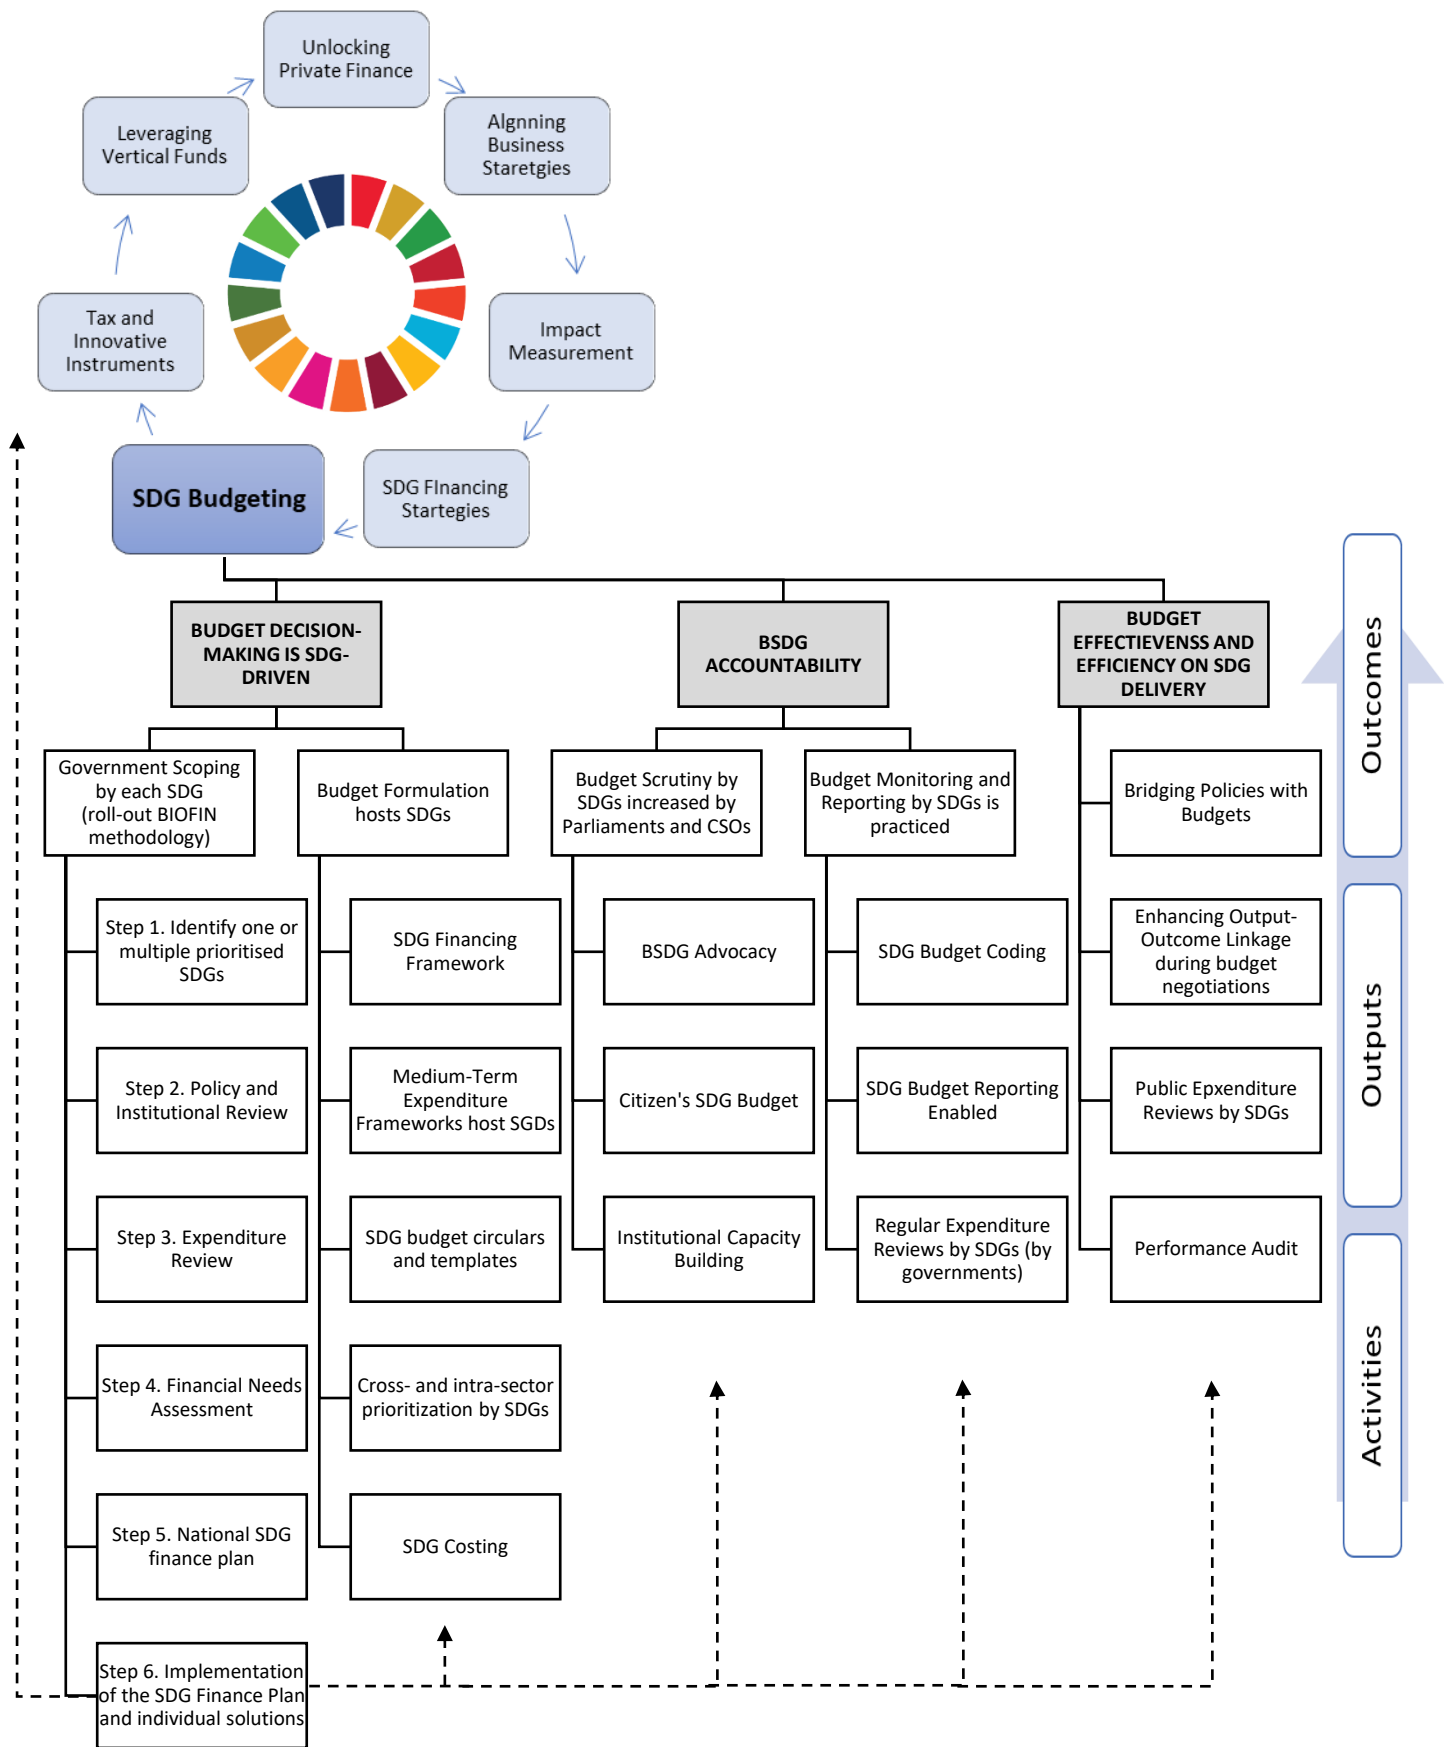 Unlocking
Private Finance
Leveraging
Vertical Funds
Algnning
Business
Staretgies
Tax and
Innovative
Instruments
Impact
Measurement
SDG Budgeting
SDG FInancing
Startegies
BUDGET DECISION-
MAKING IS SDG-
DRIVEN
BSDG
ACCOUNTABILITY
BUDGET
EFFECTIEVENSS AND
EFFICIENCY ON SDG
DELIVERY
Government Scoping
by each SDG
(roll-out BIOFIN
methodology)
Budget Formulation
hosts SDGs
Budget Scrutiny by
SDGs increased by
Parliaments and CSOs
Budget Monitoring and
Reporting by SDGs is
practiced
Bridging Policies with
Budgets
Step 1. Identify one or
multiple prioritised
SDGs
SDG Financing
Framework
BSDG Advocacy
SDG Budget Coding
Enhancing Output-
Outcome Linkage
during budget
negotiations
Step 2. Policy and
Institutional Review
Medium-Term
Expenditure
Frameworks host SGDs
Citizen's SDG Budget
SDG Budget Reporting
Enabled
Public Epxenditure
Reviews by SDGs
Step 3. Expenditure
Review
SDG budget circulars
and templates
Institutional Capacity
Building
Regular Expenditure
Reviews by SDGs (by
governments)
Performance Audit
Step 4. Financial Needs
Assessment
Cross- and intra-sector
prioritization by SDGs
Step 5. National SDG
finance plan
SDG Costing
Step 6. Implementation
of the SDG Finance Plan
and individual solutions
Outcomes
Outputs
Activities